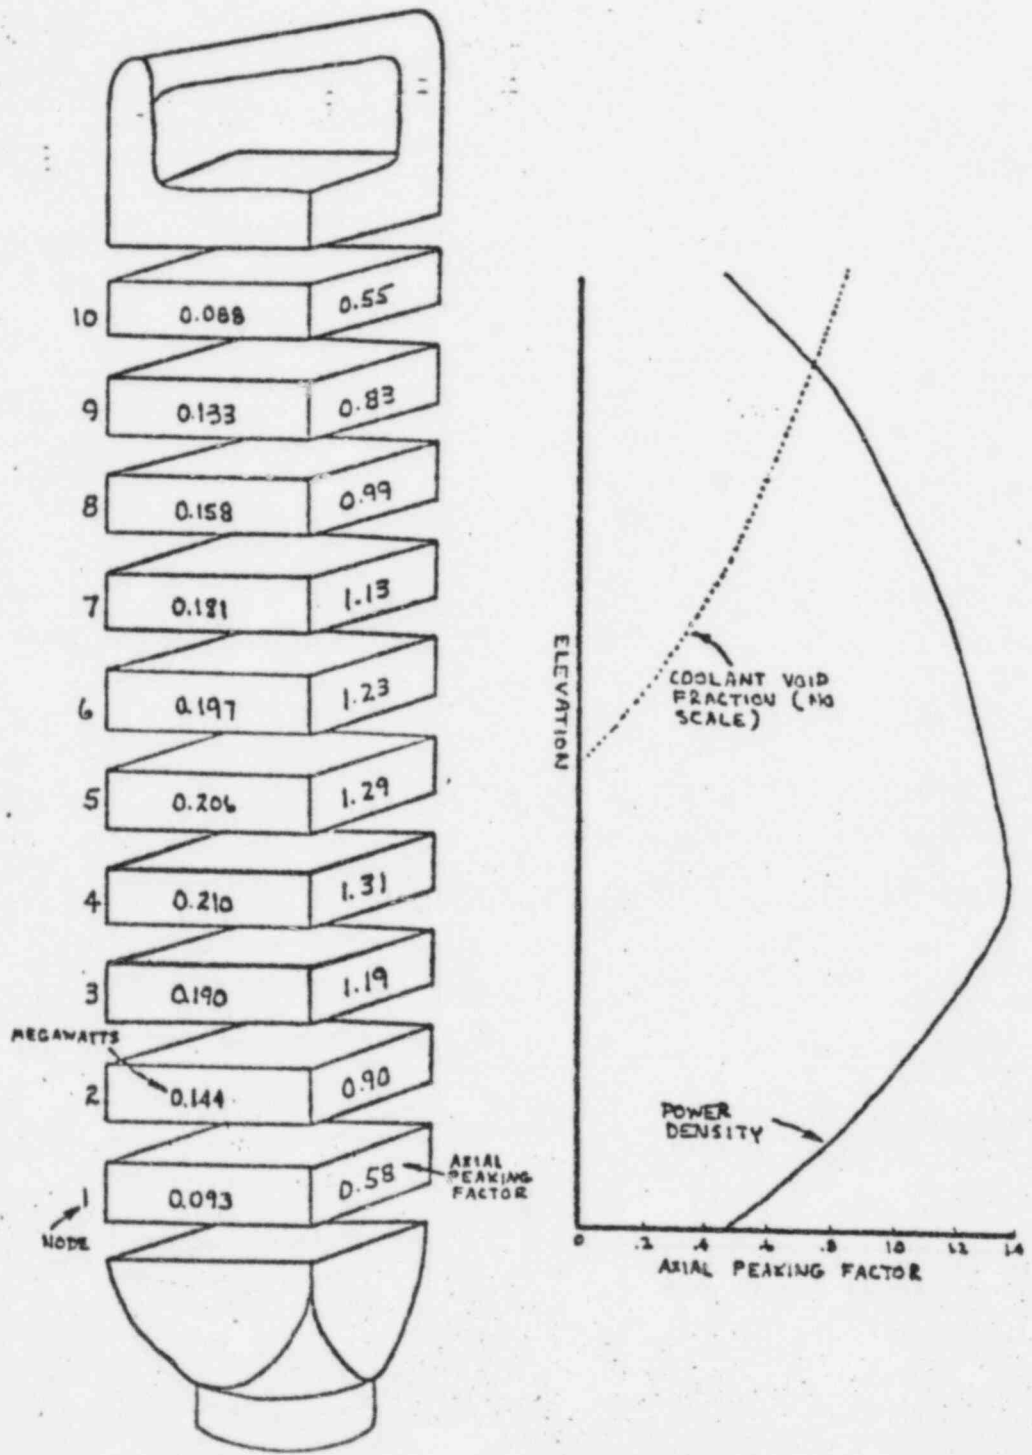 10 0.088 0.55
9 0.133 0.83
8 0.158 0.99
7 0.181 1.13
6 0.197 1.23
5 0.206 1.29
4 0.210 1.31
3 0.190 1.19
MEGAWATTS
2 0.144 0.90
1 0.093 0.58
AXIAL
PEAKING
FACTOR
NODE
ELEVATION
COOLANT VOID
FRACTION (NO
SCALE)
POWER
DENSITY
0 .2 .4 .6 .8 1.0 1.2 1.4
AXIAL PEAKING FACTOR